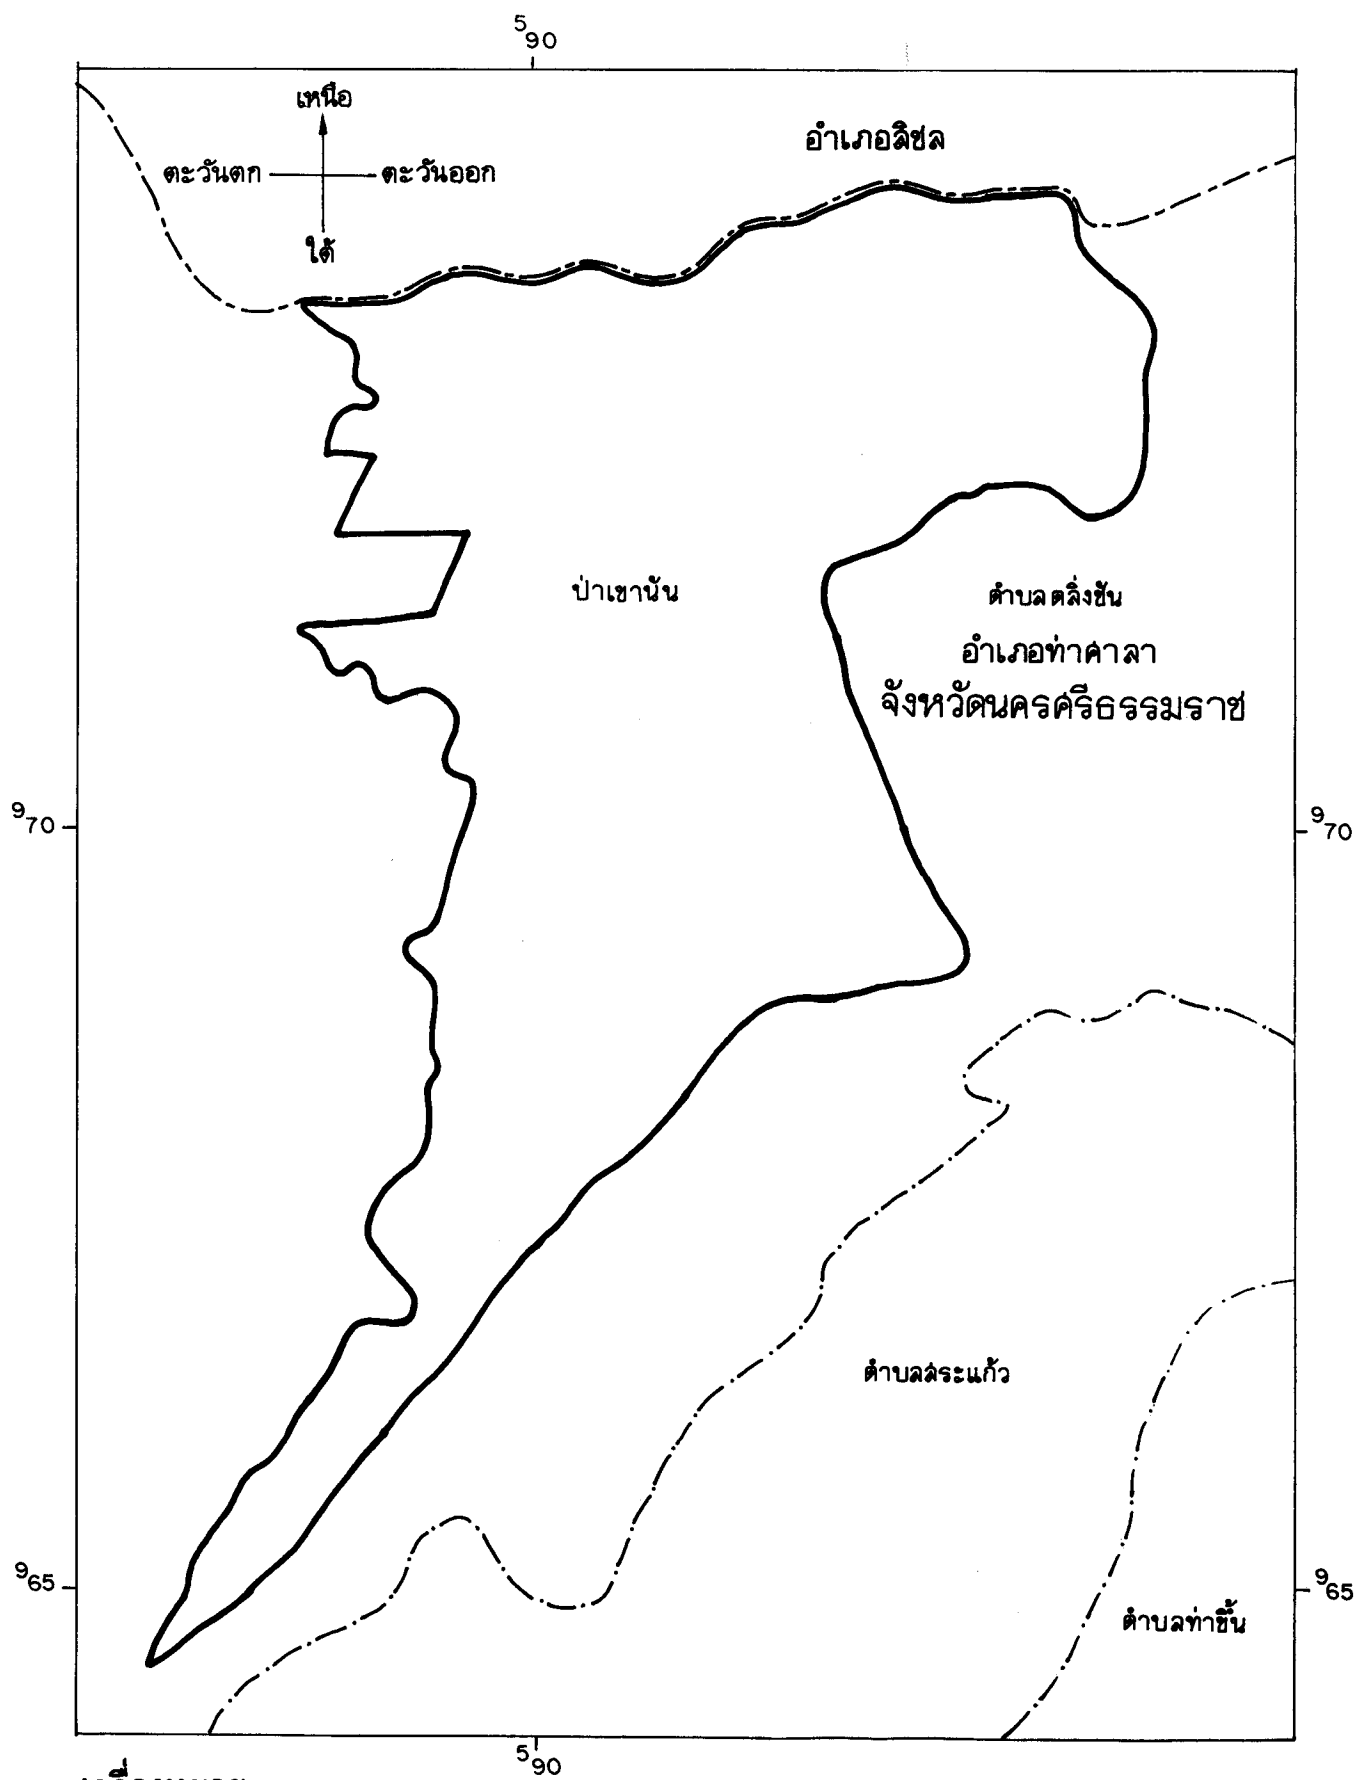 590
เหนือ
อำเภอสิชล
ตะวันตก ตะวันออก
ใต้
ป่าเขานัน
ตำบลตลิ่งชัน
อำเภอท่าศาลา
จังหวัดนครศรีธรรมราช
970 970
ตำบลสระแก้ว
965 965
ตำบลท่าขึ้น
590